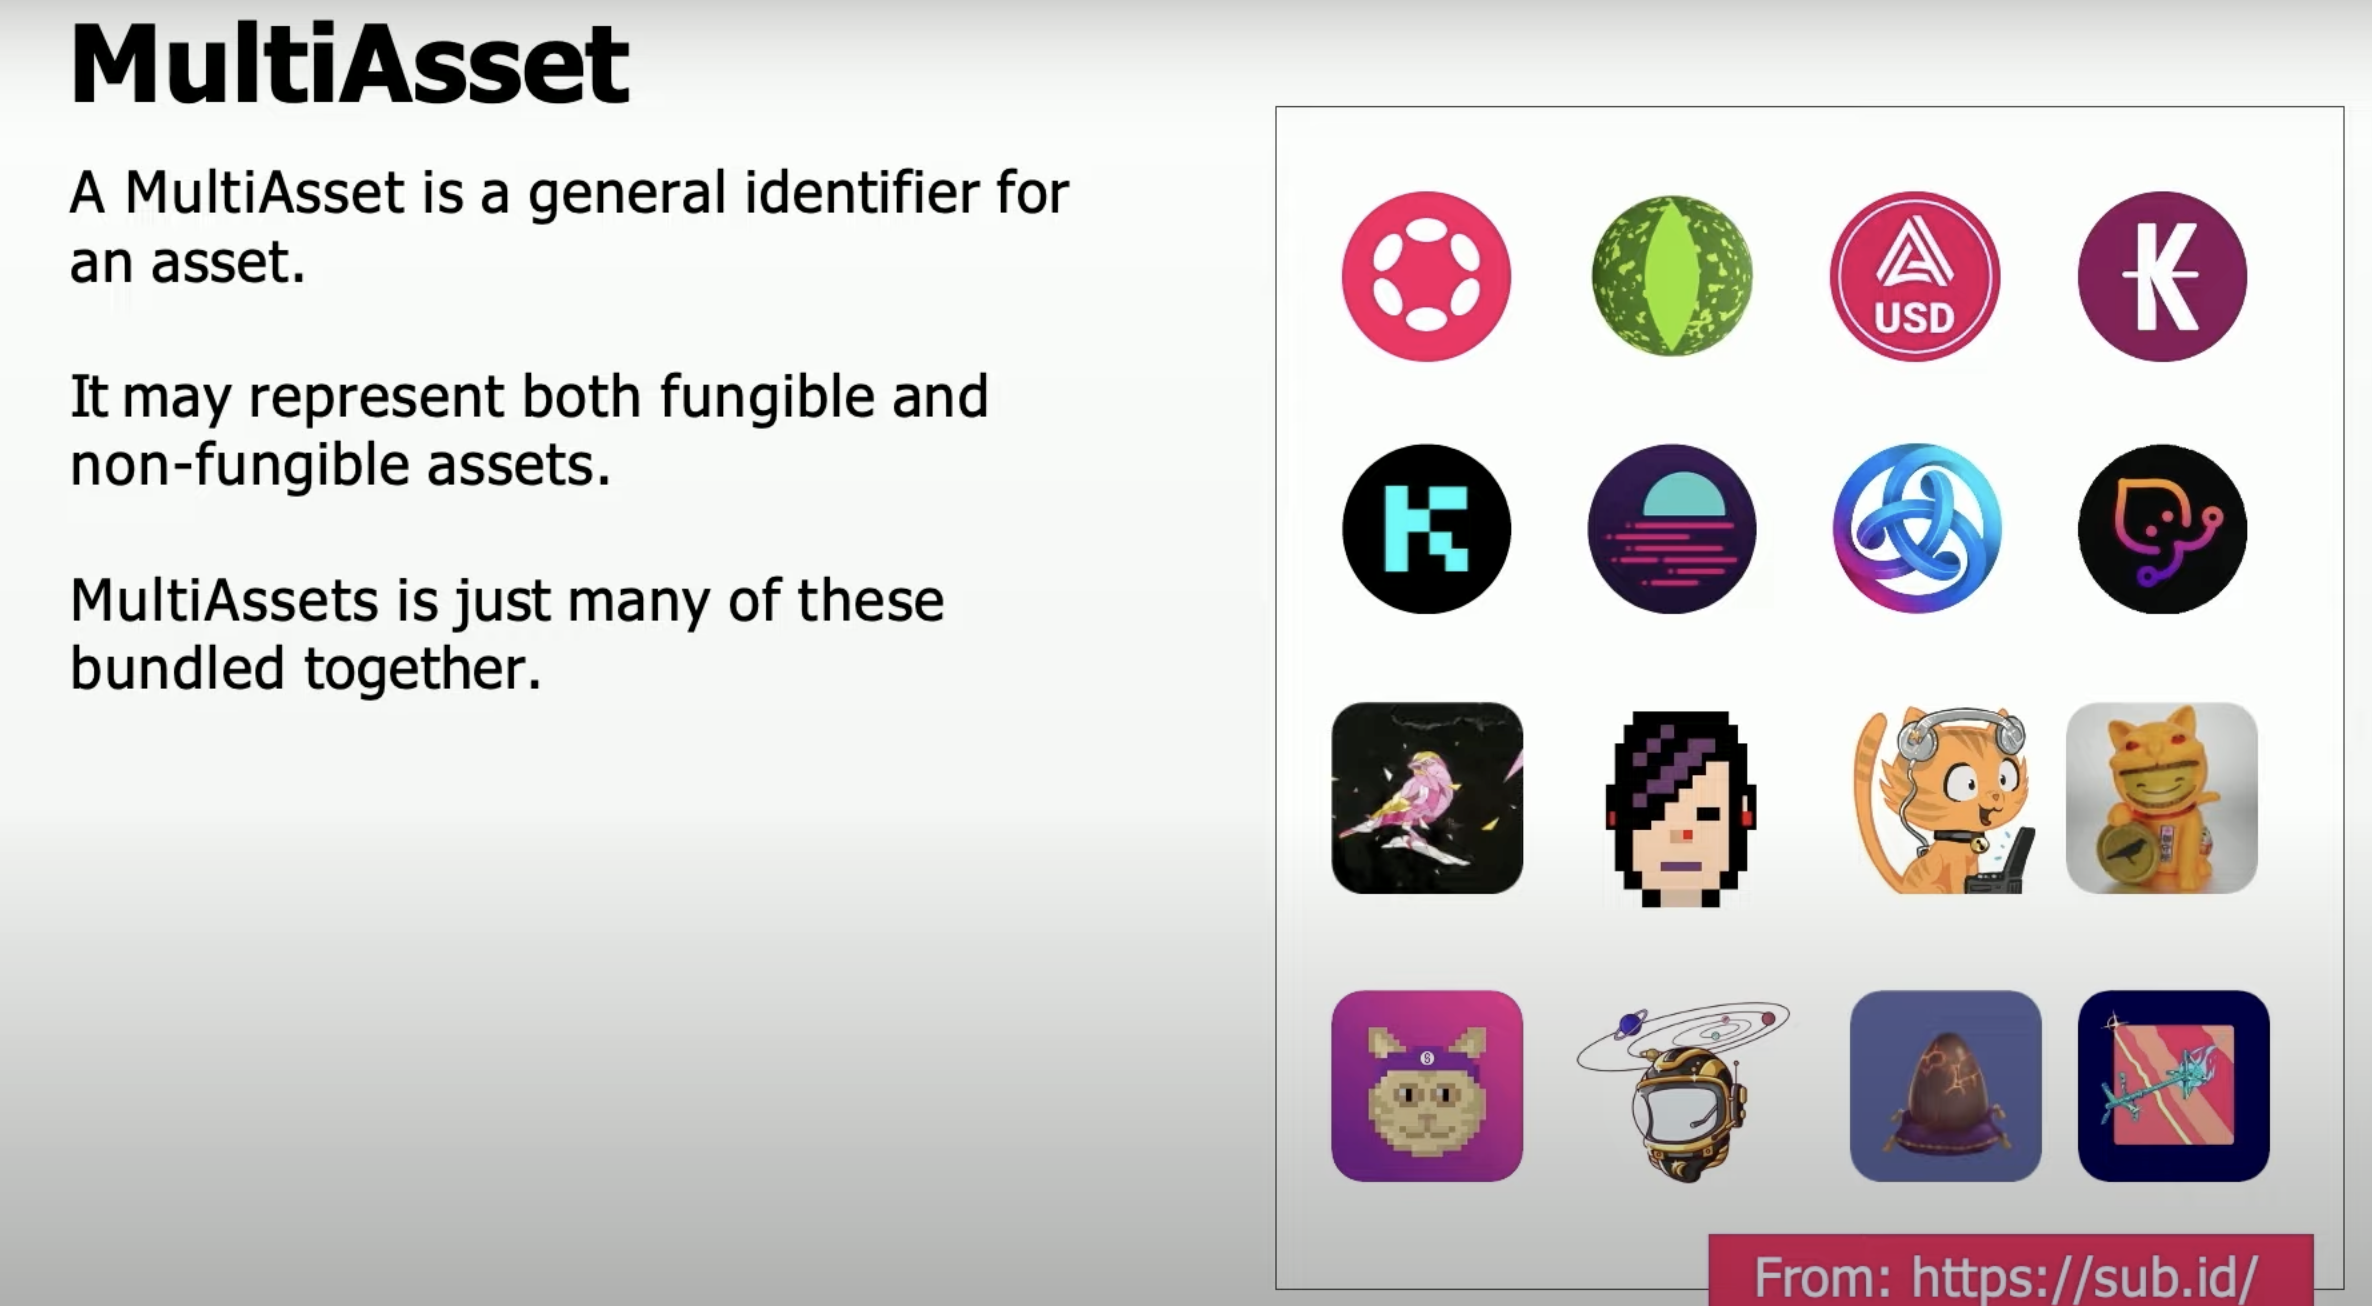 MultiAsset
A MultiAsset is a general identifier for
an asset.
It may represent both fungible and
non-fungible assets.
MultiAssets is just many of these
bundled together.
USD
From: https://sub.id/